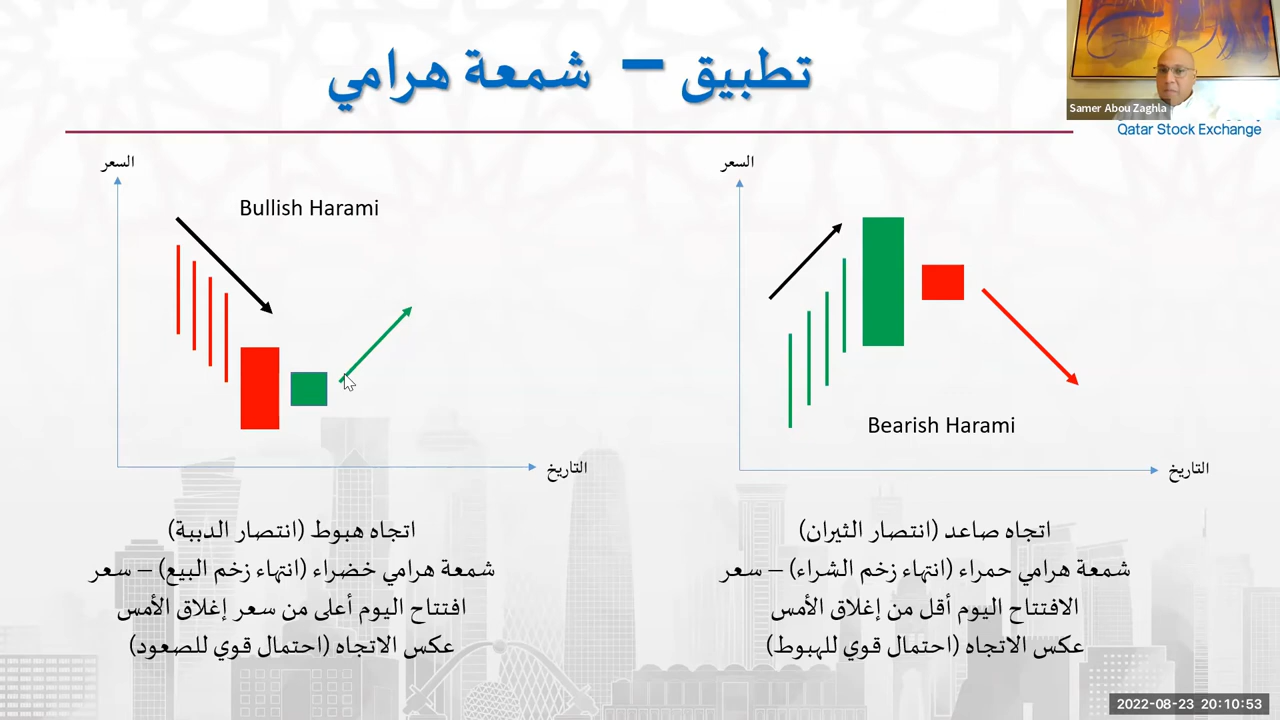 تطبيق – شمعة هرامي
Samer Abou Zaghla
Qatar Stock Exchange
السعر
Bullish Harami
التاريخ
السعر
Bearish Harami
التاريخ
اتجاه صاعد (انتصار الثيران)
شمعة هرامي حمراء (انتهاء زخم الشراء) – سعر
الافتتاح اليوم أقل من إغلاق الأمس
عكس الاتجاه (احتمال قوي للهبوط)
اتجاه هبوط (انتصار الدببة)
شمعة هرامي خضراء (انتهاء زخم البيع) – سعر
افتتاح اليوم أعلى من سعر إغلاق الأمس
عكس الاتجاه (احتمال قوي للصعود)
2022-08-23 20:10:53